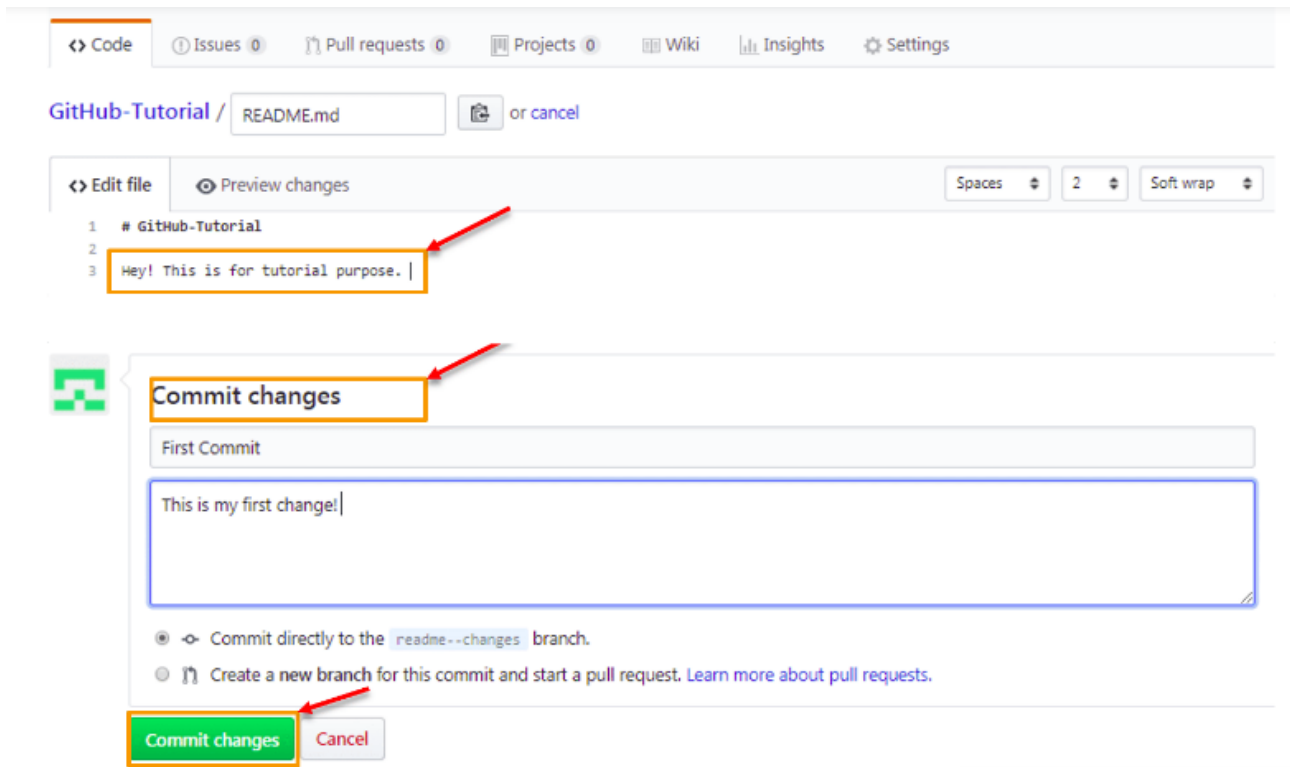 <> Code Issues 0 Pull requests 0 Projects 0 Wiki Insights Settings
GitHub-Tutorial / README.md or cancel
<> Edit file Preview changes Spaces 2 Soft wrap
1 # GitHub-Tutorial
2
3 Hey! This is for tutorial purpose.
Commit changes
First Commit
This is my first change!
Commit directly to the readme--changes branch.
Create a new branch for this commit and start a pull request. Learn more about pull requests.
Commit changes Cancel